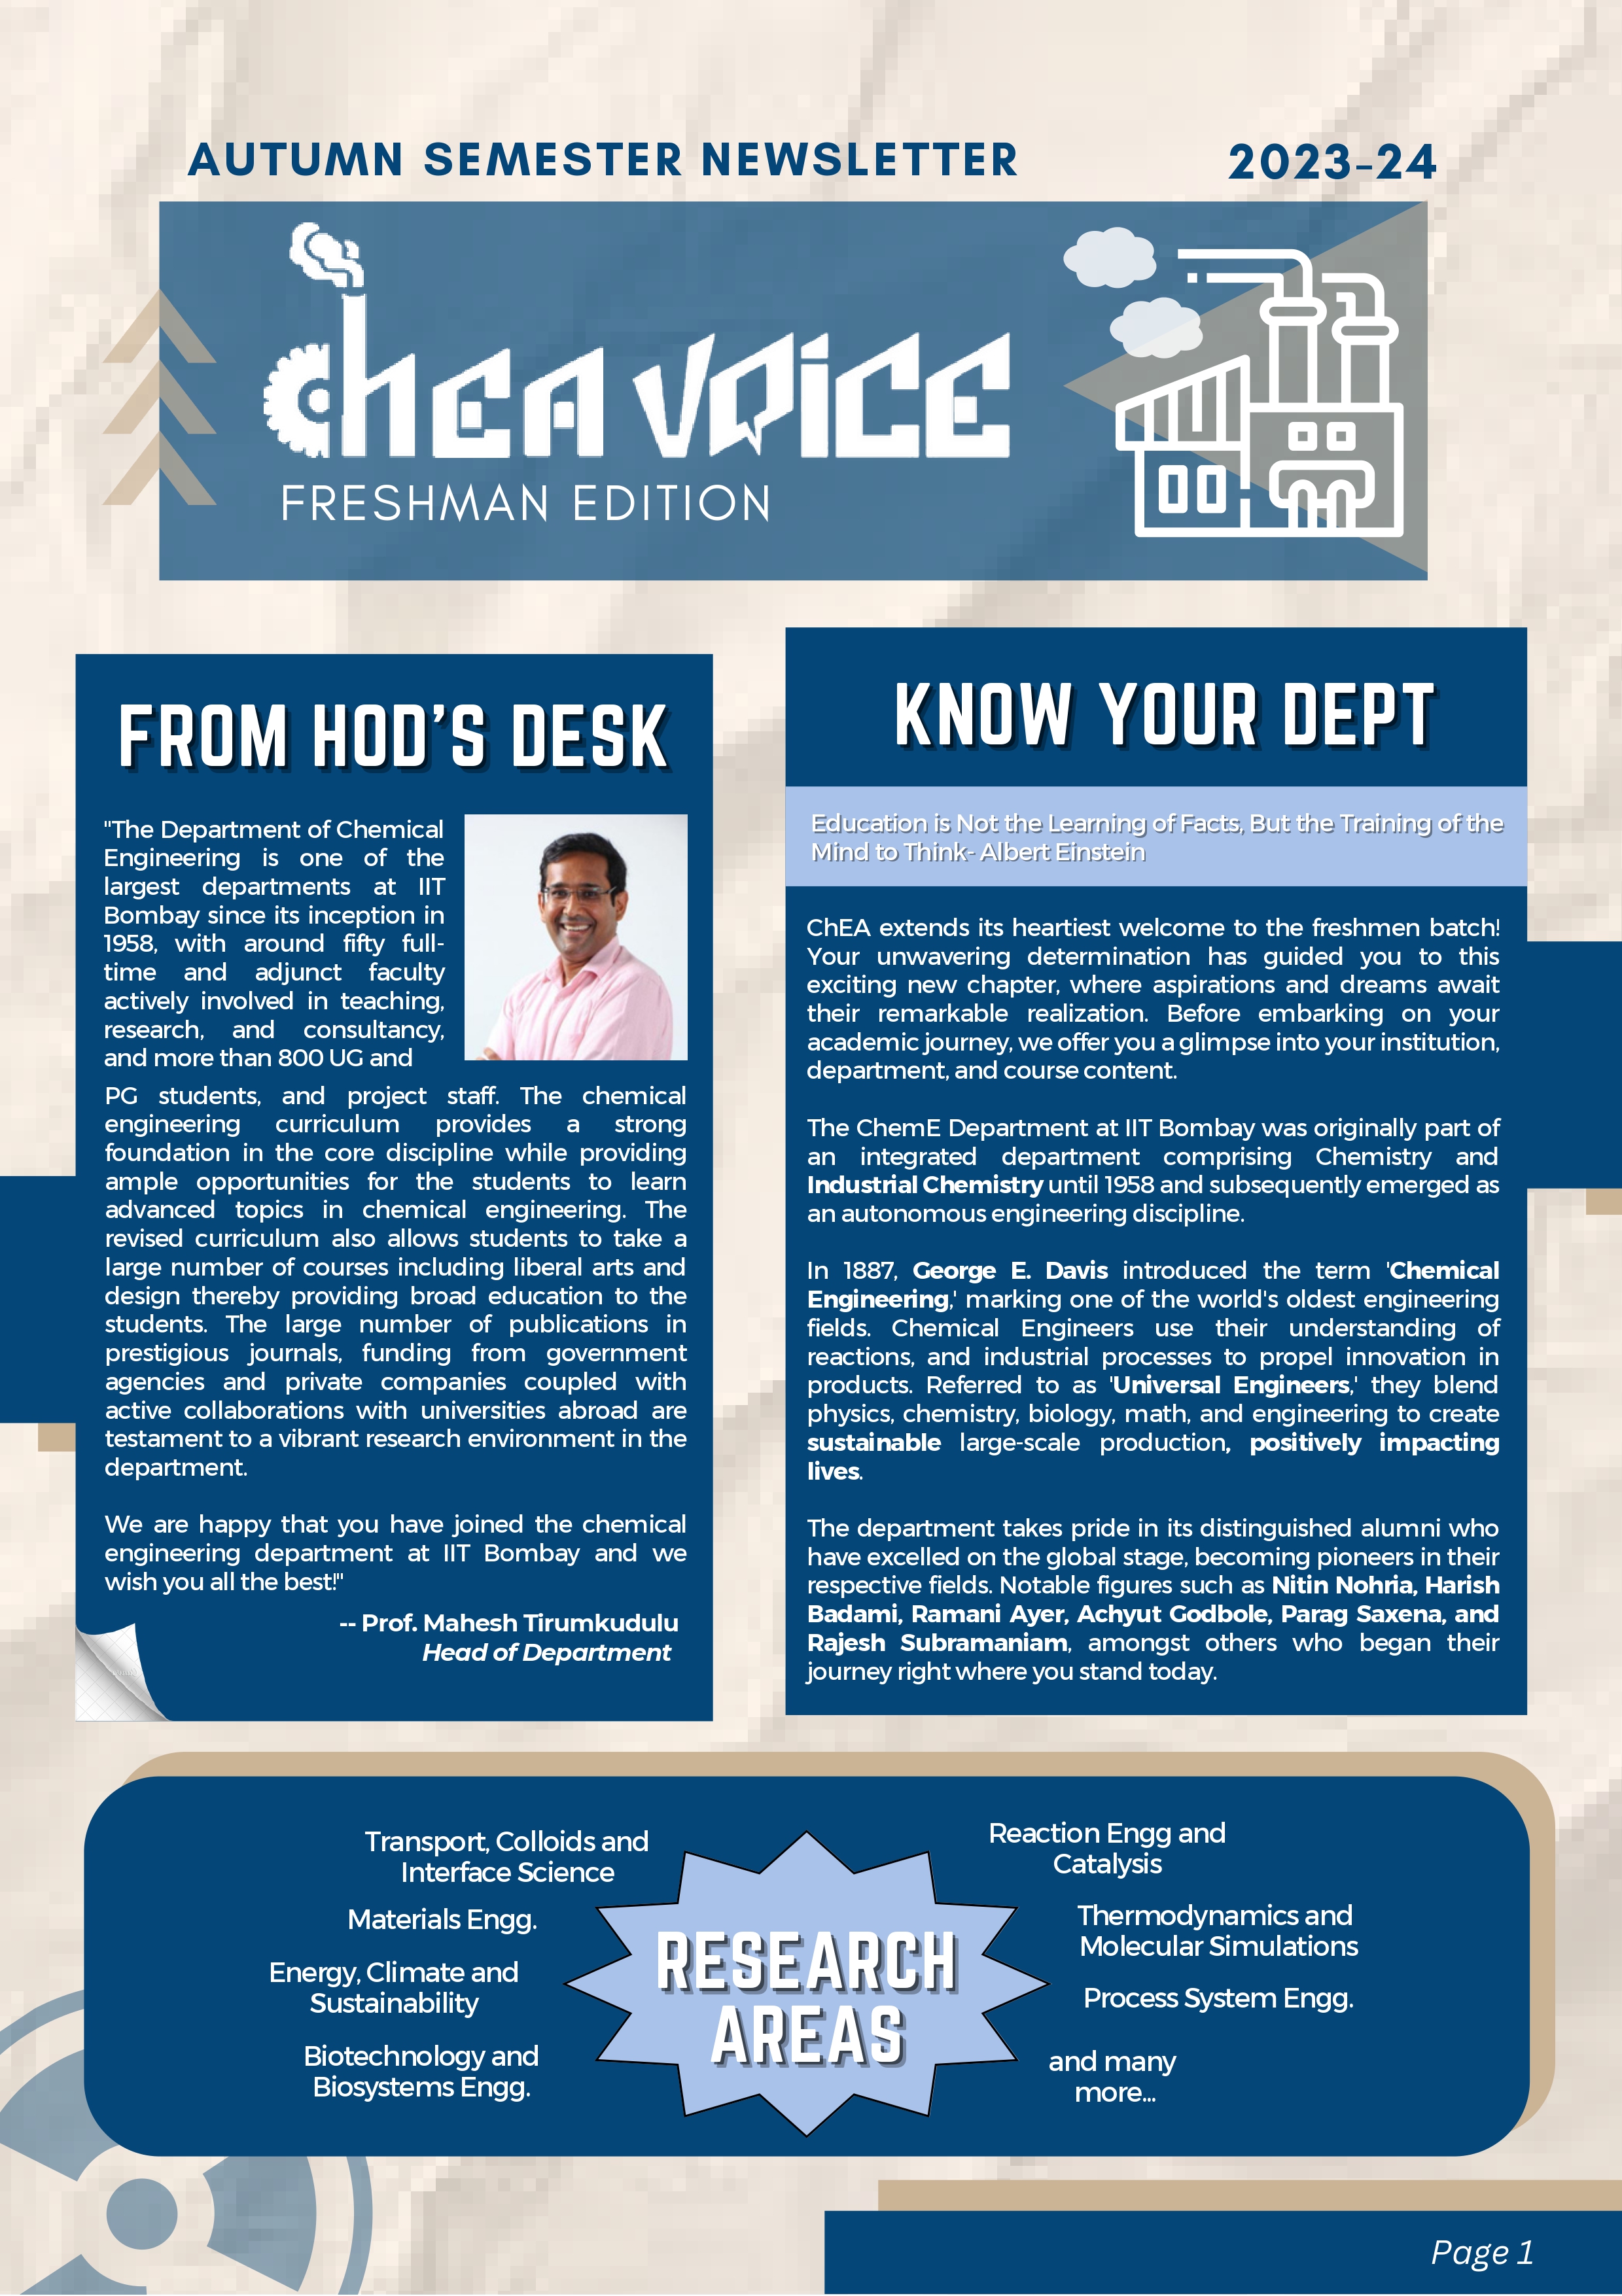 AUTUMN SEMESTER NEWSLETTER
2023-24
chEA VOiCE
FRESHMAN EDITION
FROM HOD'S DESK
"The Department of Chemical
Engineering is one of the
largest departments at IIT
Bombay since its inception in
1958, with around fifty full-
time and adjunct faculty
actively involved in teaching,
research, and consultancy,
and more than 800 UG and
PG students, and project staff. The chemical
engineering curriculum provides a strong
foundation in the core discipline while providing
ample opportunities for the students to learn
advanced topics in chemical engineering. The
revised curriculum also allows students to take a
large number of courses including liberal arts and
design thereby providing broad education to the
students. The large number of publications in
prestigious journals, funding from government
agencies and private companies coupled with
active collaborations with universities abroad are
testament to a vibrant research environment in the
department.
We are happy that you have joined the chemical
engineering department at IIT Bombay and we
wish you all the best!"
-- Prof. Mahesh Tirumkudulu
Head of Department
KNOW YOUR DEPT
Education is Not the Learning of Facts, But the Training of the
Mind to Think- Albert Einstein
ChEA extends its heartiest welcome to the freshmen batch!
Your unwavering determination has guided you to this
exciting new chapter, where aspirations and dreams await
their remarkable realization. Before embarking on your
academic journey, we offer you a glimpse into your institution,
department, and course content.
The ChemE Department at IIT Bombay was originally part of
an integrated department comprising Chemistry and
Industrial Chemistry until 1958 and subsequently emerged as
an autonomous engineering discipline.
In 1887, George E. Davis introduced the term 'Chemical
Engineering,' marking one of the world's oldest engineering
fields. Chemical Engineers use their understanding of
reactions, and industrial processes to propel innovation in
products. Referred to as 'Universal Engineers,' they blend
physics, chemistry, biology, math, and engineering to create
sustainable large-scale production, positively impacting
lives.
The department takes pride in its distinguished alumni who
have excelled on the global stage, becoming pioneers in their
respective fields. Notable figures such as Nitin Nohria, Harish
Badami, Ramani Ayer, Achyut Godbole, Parag Saxena, and
Rajesh Subramaniam, amongst others who began their
journey right where you stand today.
Transport, Colloids and
Interface Science
Materials Engg.
Energy, Climate and
Sustainability
Biotechnology and
Biosystems Engg.
RESEARCH
AREAS
Reaction Engg and
Catalysis
Thermodynamics and
Molecular Simulations
Process System Engg.
and many
more...
Page 1